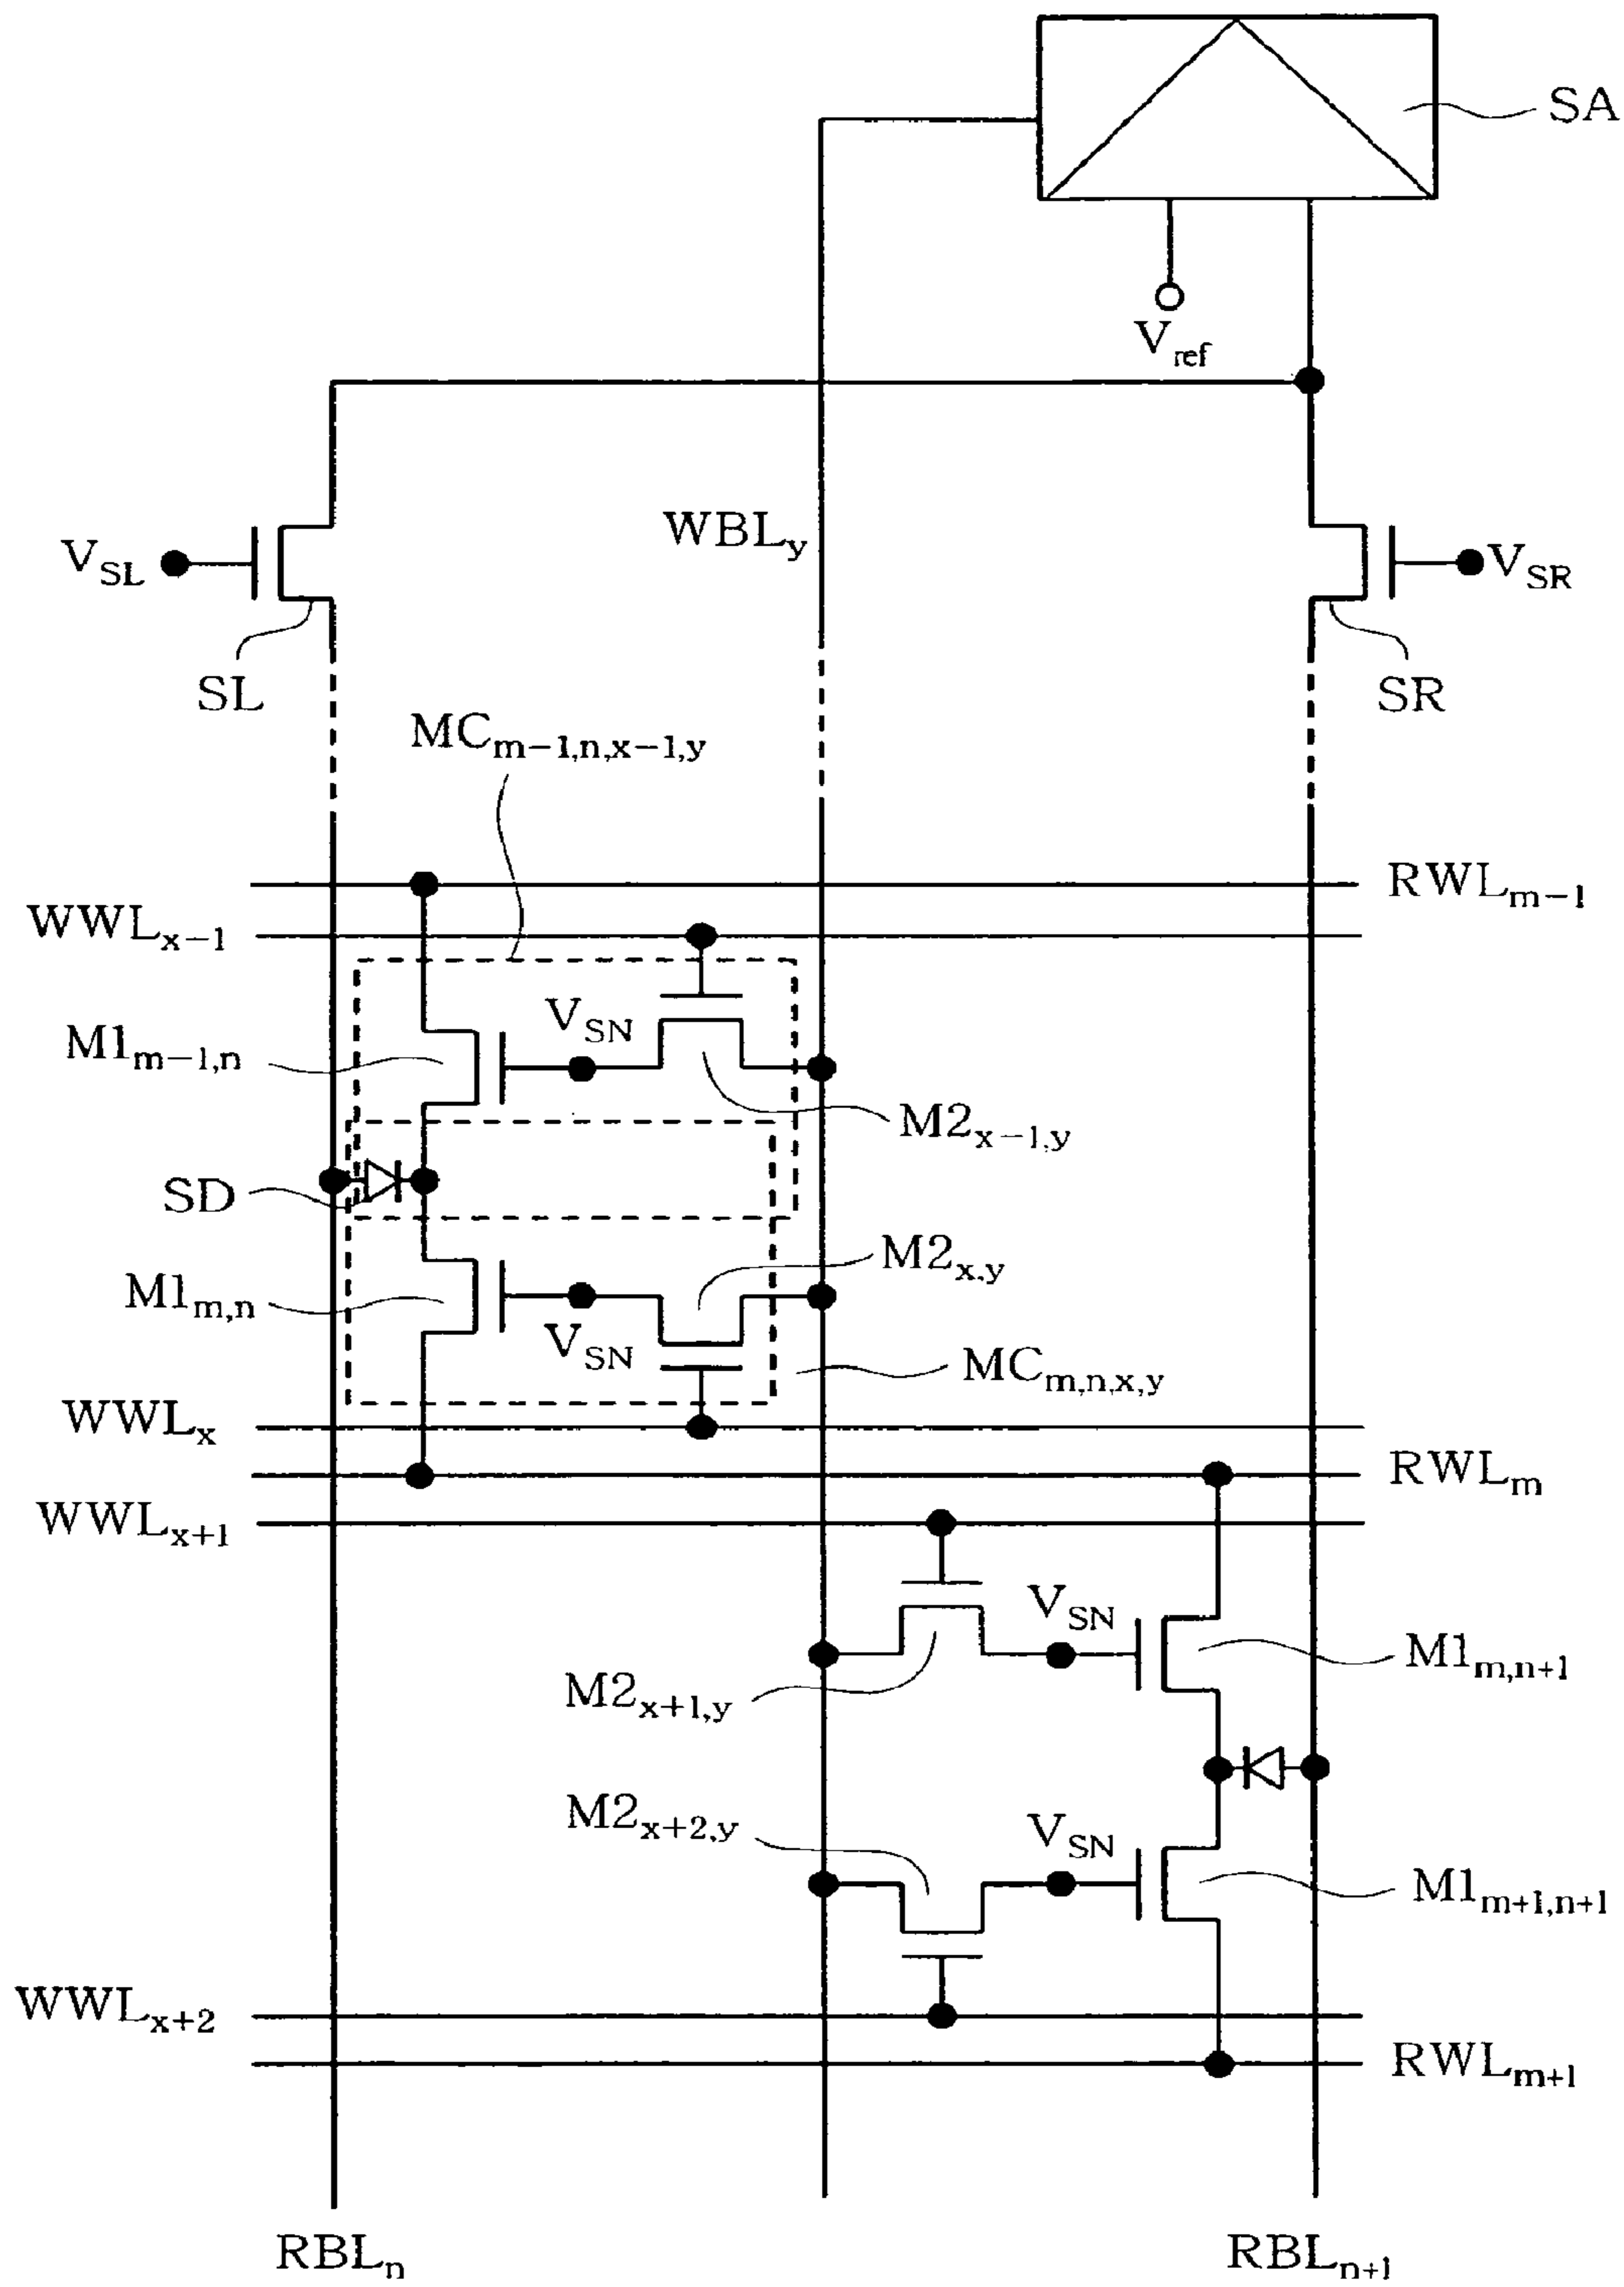 SA
V_ref
WBL_y
V_SL
V_SR
SL
SR
MC_m-1,n,x-1,y
RWL_m-1
WWL_x-1
V_SN
M1_m-1,n
M2_x-1,y
SD
M2_x,y
M1_m,n
V_SN
MC_m,n,x,y
WWL_x
RWL_m
WWL_x+1
V_SN
M1_m,n+1
M2_x+1,y
M2_x+2,y
V_SN
M1_m+1,n+1
WWL_x+2
RWL_m+1
RBL_n
RBL_n+1